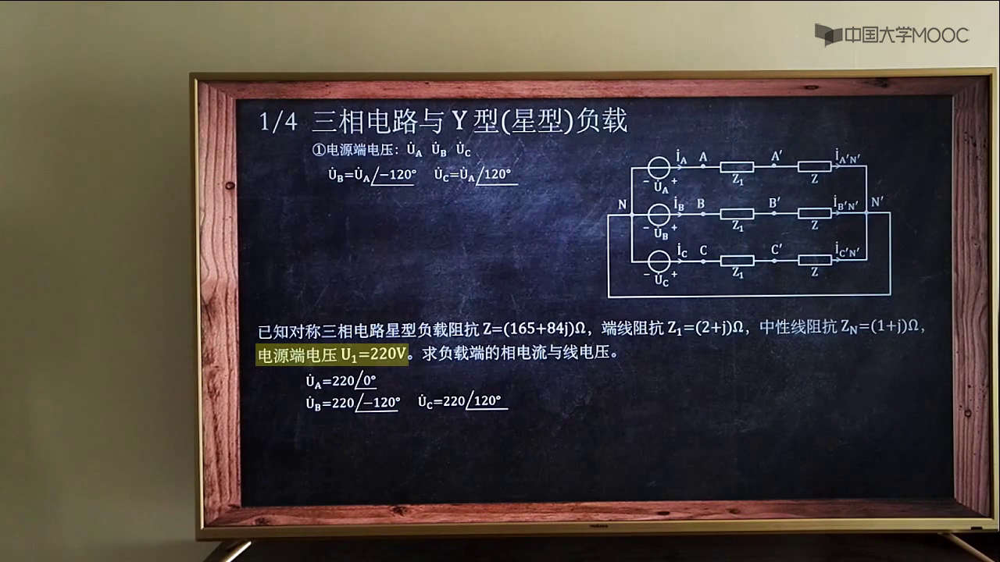 中国大学MOOC
1/4 三相电路与 Y 型(星型)负载
①电源端电压：U̇A U̇B U̇C
U̇B=U̇A/−120° U̇C=U̇A/120°
İA A A′ İA′N′
− U̇A + Z1 Z
N İB B B′ İB′N′ N′
− U̇B + Z1 Z
İC C C′ İC′N′
− U̇C + Z1 Z
已知对称三相电路星型负载阻抗 Z=(165+84j)Ω，端线阻抗 Z1=(2+j)Ω，中性线阻抗 ZN=(1+j)Ω，
电源端电压 U1=220V。求负载端的相电流与线电压。
U̇A=220/0°
U̇B=220/−120° U̇C=220/120°